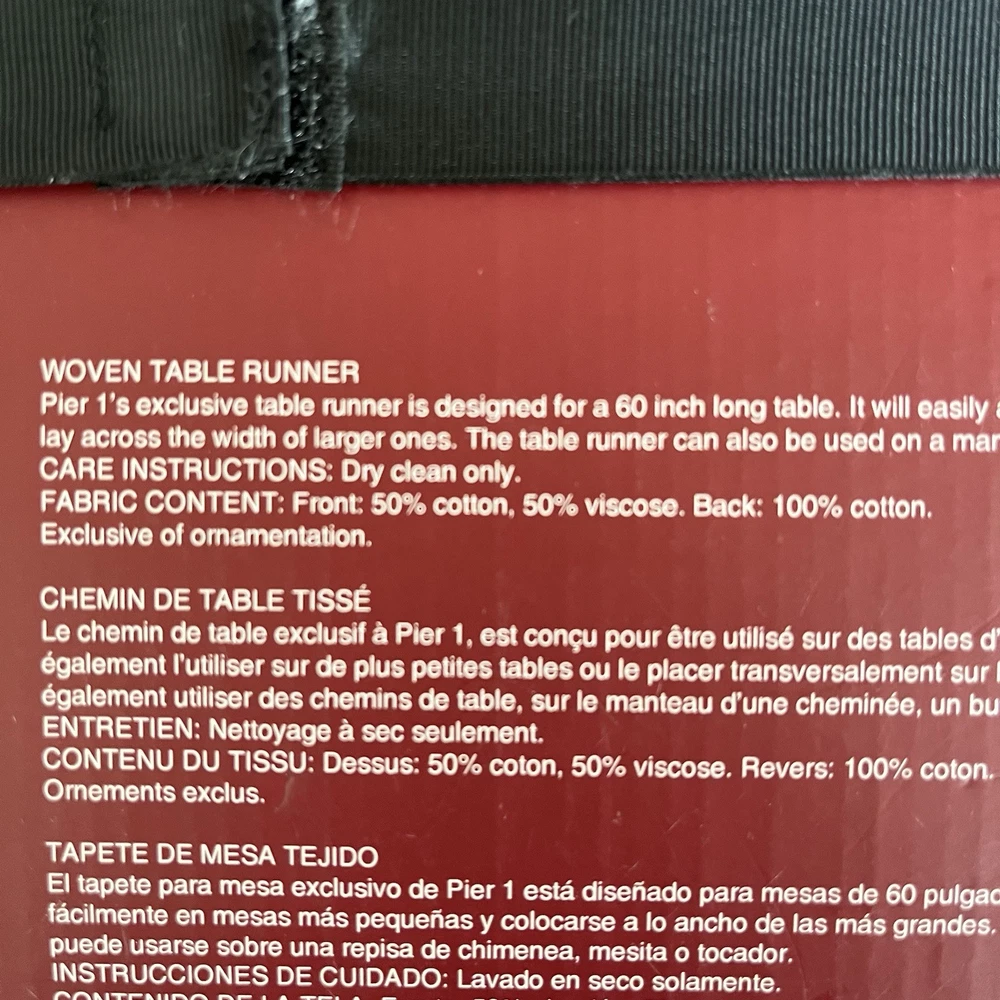 WOVEN TABLE RUNNER
Pier 1's exclusive table runner is designed for a 60 inch long table. It will easily
lay across the width of larger ones. The table runner can also be used on a
CARE INSTRUCTIONS: Dry clean only.
FABRIC CONTENT: Front: 50% cotton, 50% viscose. Back: 100% cotton.
Exclusive of ornamentation.
CHEMIN DE TABLE TISSÉ
Le chemin de table exclusif à Pier 1, est conçu pour être utilisé sur des tables
également l'utiliser sur de plus petites tables ou le placer transversalement sur
également utiliser des chemins de table, sur le manteau d'une cheminée, un
ENTRETIEN: Nettoyage à sec seulement.
CONTENU DU TISSU: Dessus: 50% coton, 50% viscose. Revers: 100% coton.
Ornements exclus.
TAPETE DE MESA TEJIDO
El tapete para mesa exclusivo de Pier 1 está diseñado para mesas de 60
fácilmente en mesas más pequeñas y colocarse a lo ancho de las más grandes.
puede usarse sobre una repisa de chimenea, mesita o tocador.
INSTRUCCIONES DE CUIDADO: Lavado en seco solamente.
CONTENIDO DE LA TELA: